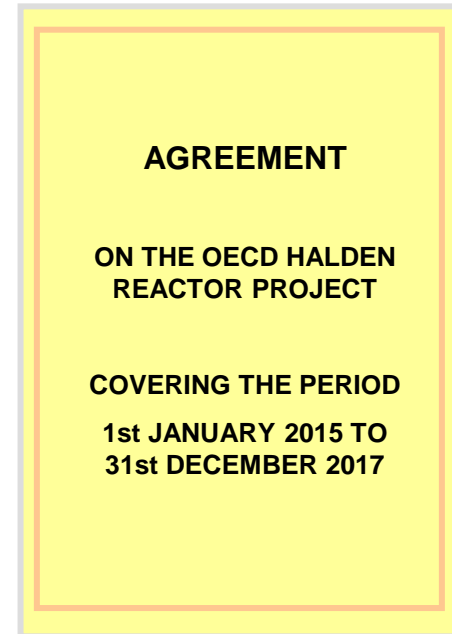 AGREEMENT
ON THE OECD HALDEN
REACTOR PROJECT
COVERING THE PERIOD
1st JANUARY 2015 TO
31st DECEMBER 2017